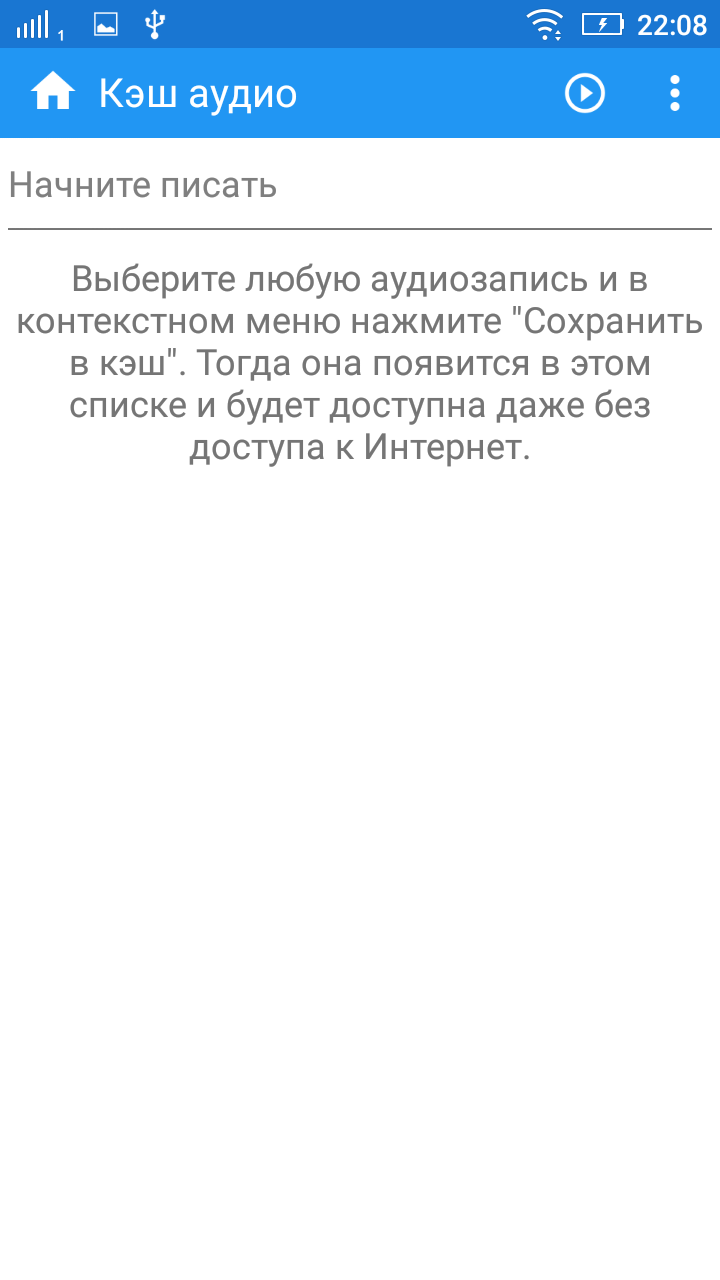 1
22:08
Кэш аудио
Начните писать
Выберите любую аудиозапись и в
контекстном меню нажмите "Сохранить
в кэш". Тогда она появится в этом
списке и будет доступна даже без
доступа к Интернет.